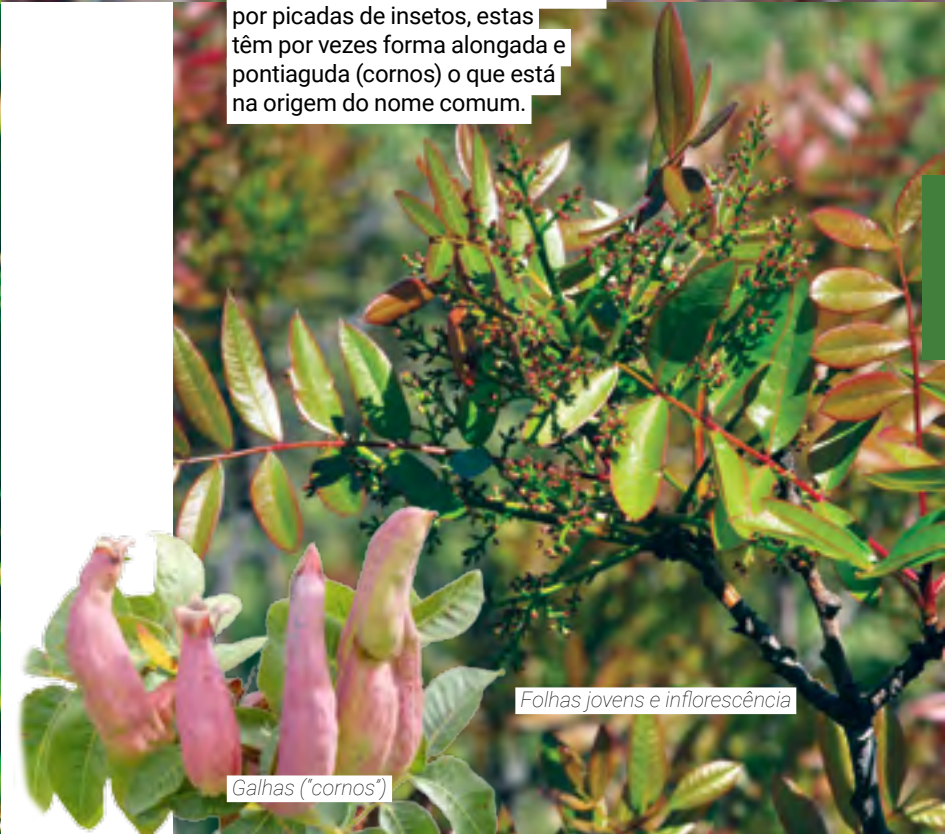 por picadas de insetos, estas
têm por vezes forma alongada e
pontiaguda (cornos) o que está
na origem do nome comum.
Folhas jovens e inflorescência
Galhas ("cornos")